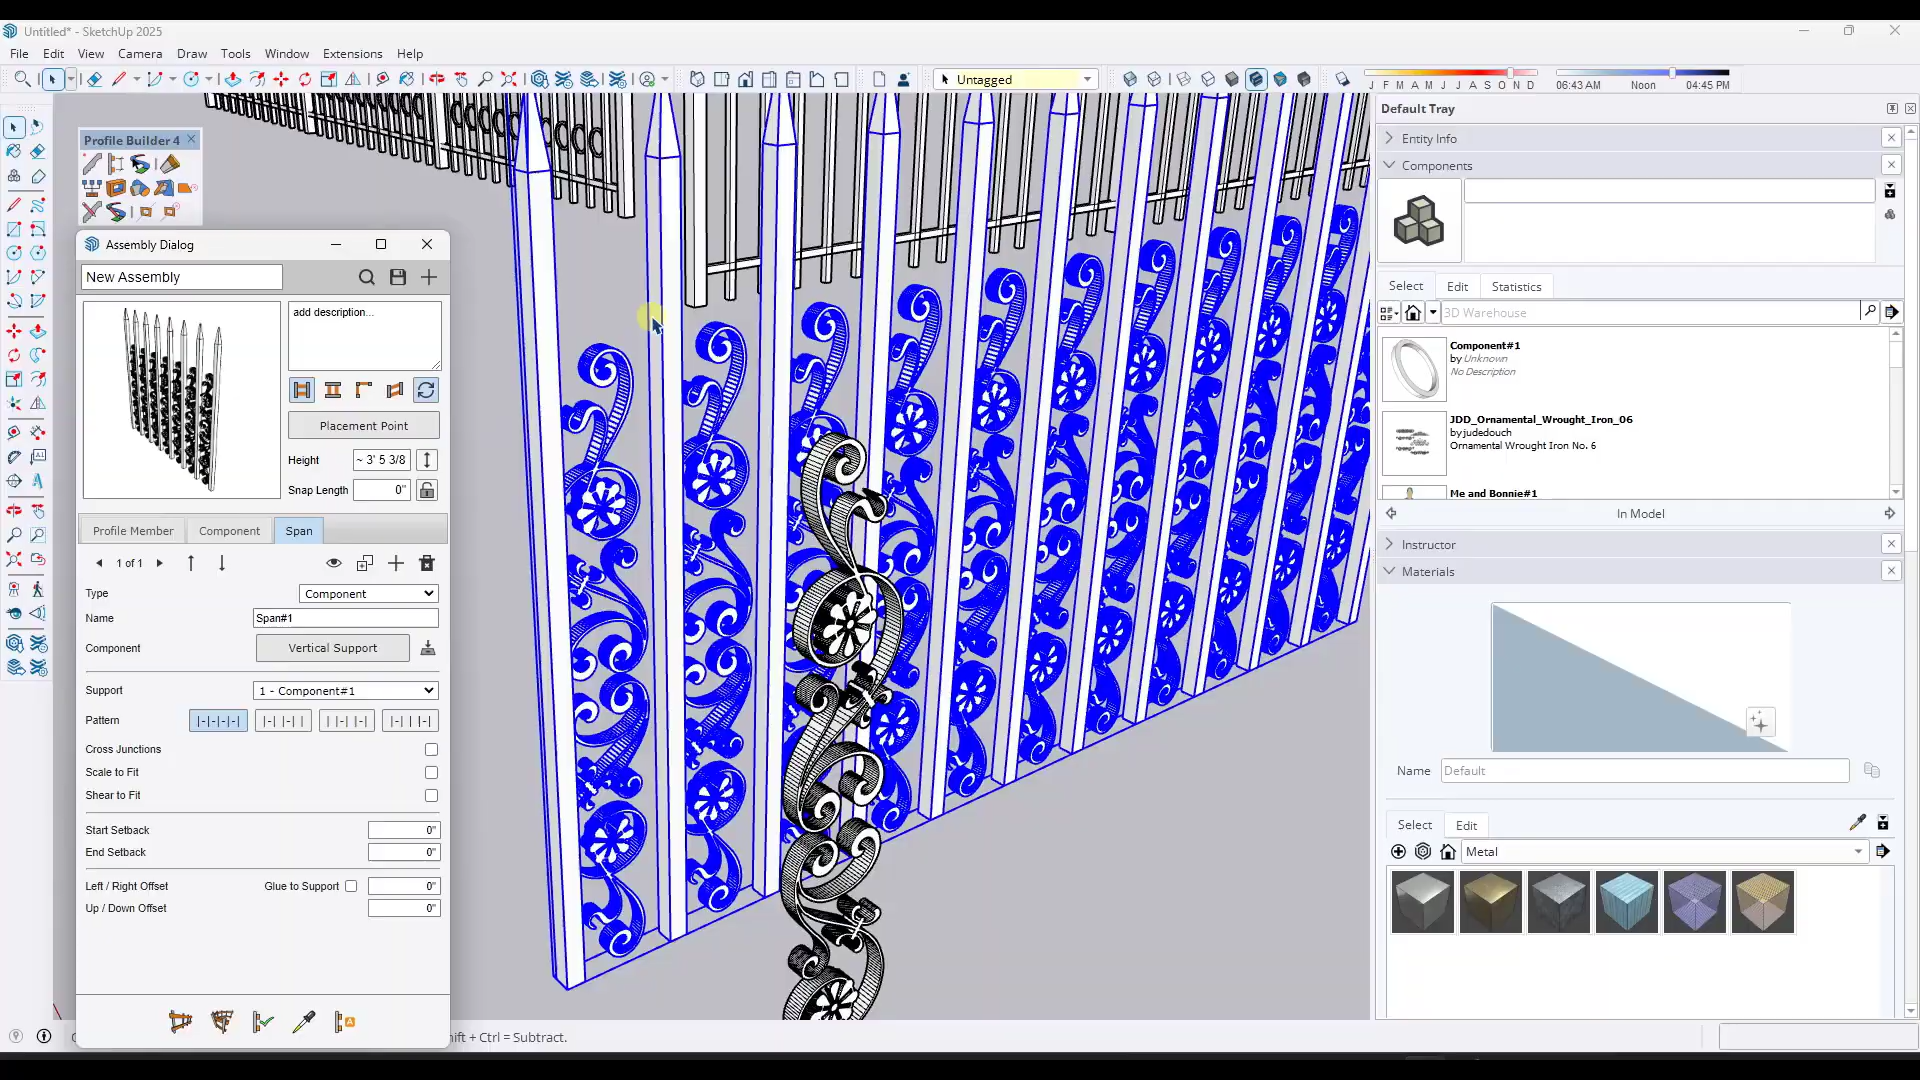 Untitled* - SketchUp 2025
File Edit View Camera Draw Tools Window Extensions Help
Untagged
J F M A M J J A S O N D
06:43 AM Noon 04:45 PM
Profile Builder 4
Assembly Dialog
New Assembly
add description...
Placement Point
Height ~ 3' 5 3/8
Snap Length 0"
Profile Member Component Span
1 of 1
Type Component
Name Span#1
Component Vertical Support
Support 1 - Component#1
Pattern |-|-|-|-| |-| |-| | | |-| |-| |-| | |-|
Cross Junctions
Scale to Fit
Shear to Fit
Start Setback 0"
End Setback 0"
Left / Right Offset Glue to Support 0"
Up / Down Offset 0"
ift + Ctrl = Subtract.
Default Tray
Entity Info
Components
Select Edit Statistics
3D Warehouse
Component#1
by Unknown
No Description
JDD_Ornamental_Wrought_Iron_06
by judedouch
Ornamental Wrought Iron No. 6
Me and Bonnie#1
In Model
Instructor
Materials
Name Default
Select Edit
Metal